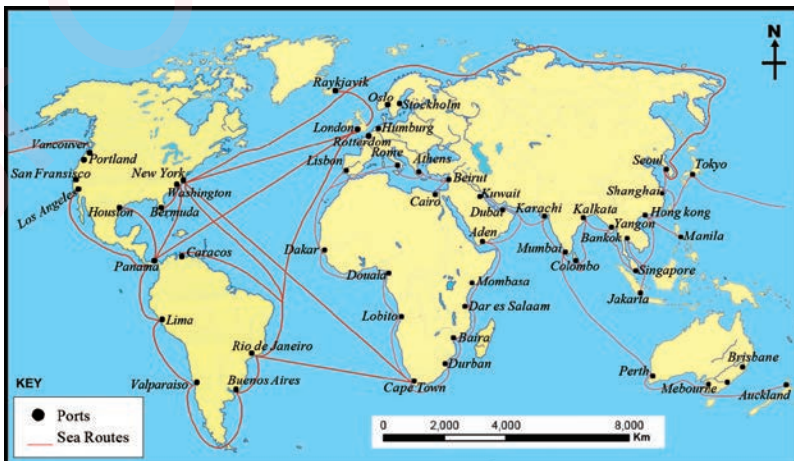 N
Raykjavik
Oslo
Stockholm
London
Humburg
Rotterdom
Vancouver
Portland
San Fransisco
New York
Washington
Los Angeles
Houston
Bermuda
Lisbon
Rome
Athens
Beirut
Cairo
Kuwait
Dubai
Karachi
Kalkata
Seoul
Tokyo
Shanghai
Hong kong
Yangon
Bankok
Manila
Aden
Mumbai
Colombo
Singapore
Jakarta
Panama
Caracos
Dakar
Douala
Mombasa
Lobito
Dar es Salaam
Baira
Durban
Lima
Rio de Janeiro
Valparaiso
Buenos Aires
Cape Town
Perth
Brisbane
Mebourne
Auckland
KEY
Ports
Sea Routes
0 2,000 4,000 8,000
Km